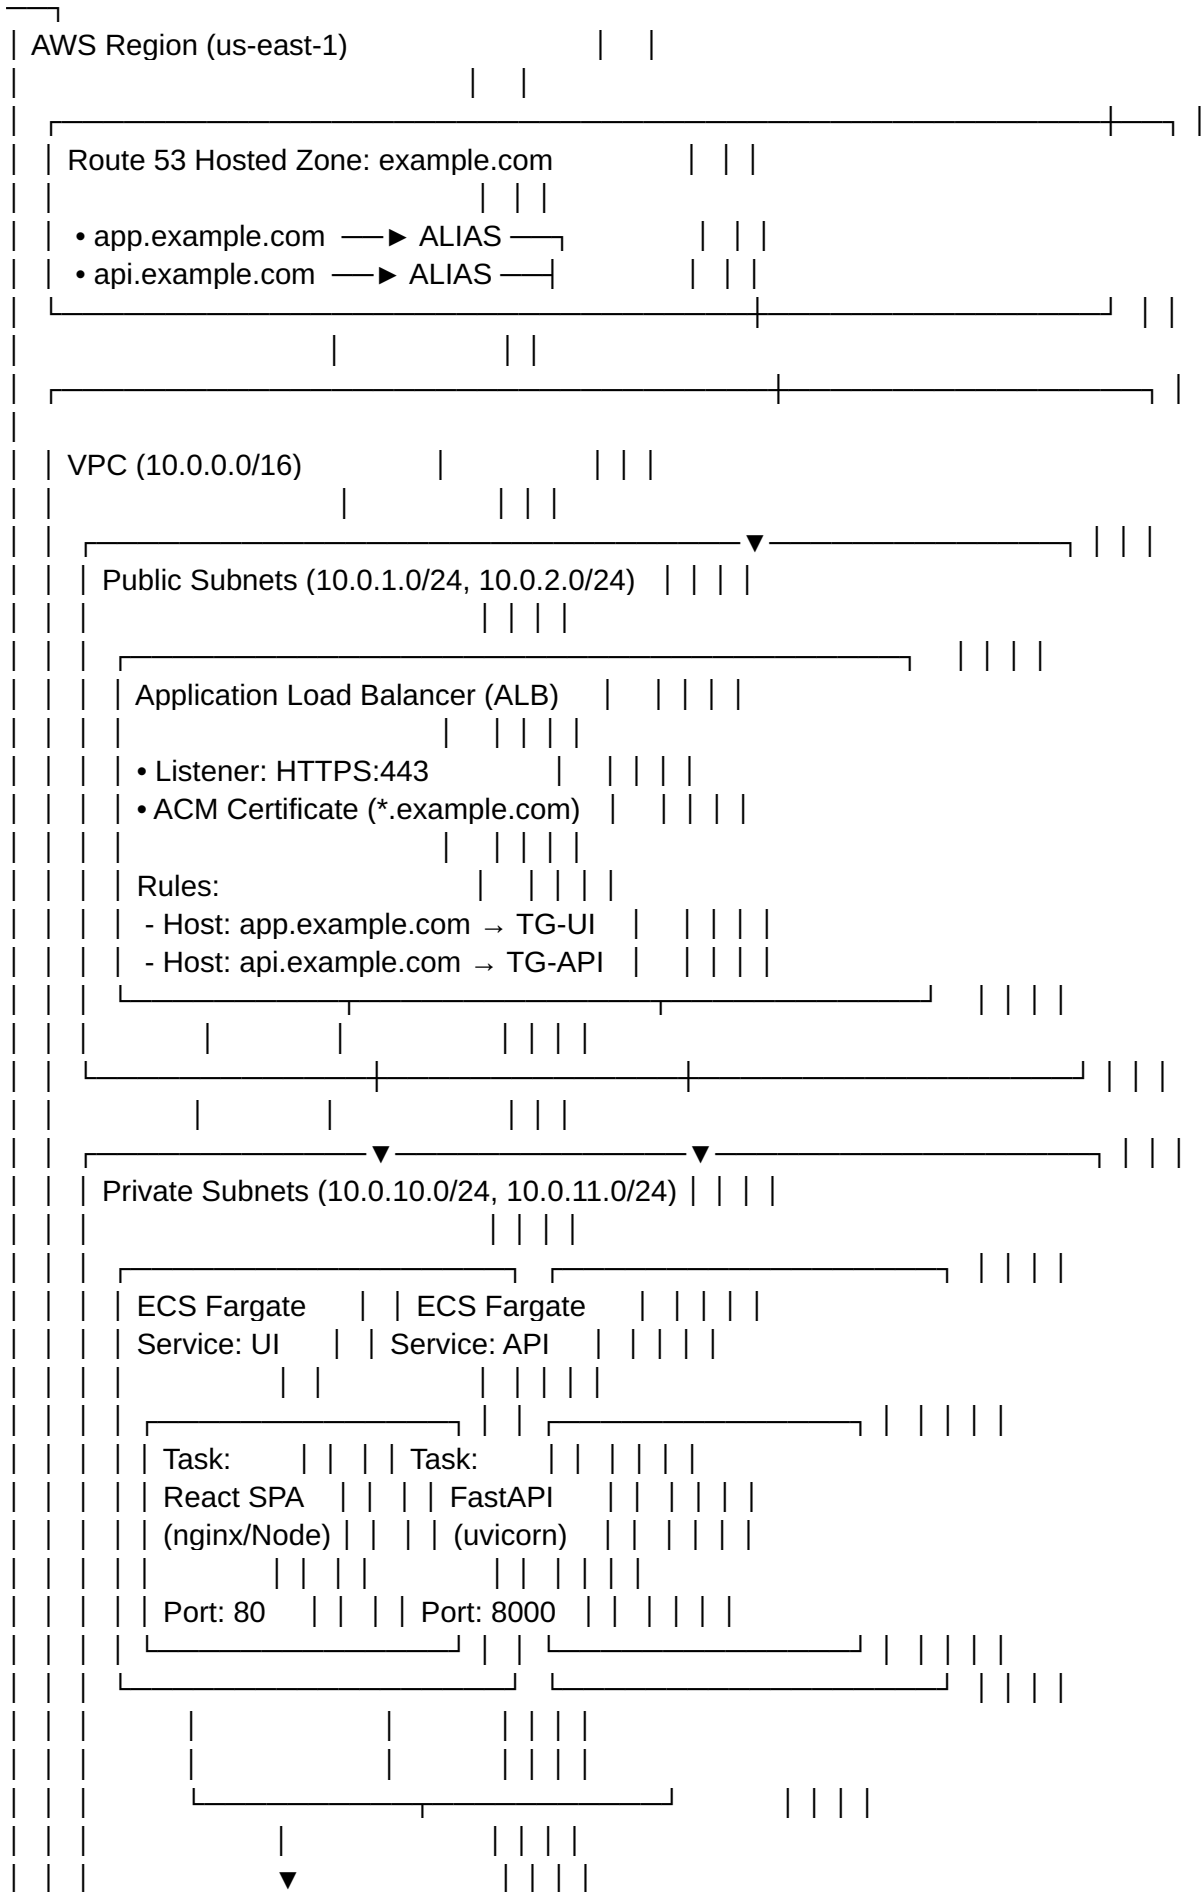 AWS Region (us-east-1)
Route 53 Hosted Zone: example.com
• app.example.com ──► ALIAS ──┐
• api.example.com ──► ALIAS ──┤
VPC (10.0.0.0/16)
Public Subnets (10.0.1.0/24, 10.0.2.0/24)
Application Load Balancer (ALB)
• Listener: HTTPS:443
• ACM Certificate (*.example.com)
Rules:
- Host: app.example.com → TG-UI
- Host: api.example.com → TG-API
Private Subnets (10.0.10.0/24, 10.0.11.0/24)
ECS Fargate │ │ ECS Fargate
Service: UI │ │ Service: API
Task: │ │ │ │ Task:
React SPA │ │ │ │ FastAPI
(nginx/Node) │ │ │ │ (uvicorn)
Port: 80 │ │ │ │ Port: 8000